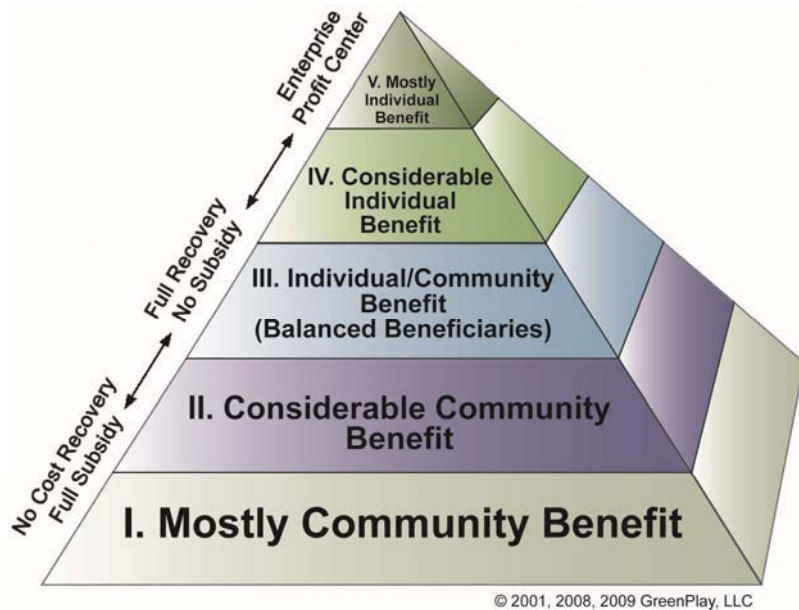 Enterprise
Profit Center
Full Recovery
No Subsidy
No Cost Recovery
Full Subsidy
V. Mostly
Individual
Benefit
IV. Considerable
Individual
Benefit
III. Individual/Community
Benefit
(Balanced Beneficiaries)
II. Considerable Community
Benefit
I. Mostly Community Benefit
© 2001, 2008, 2009 GreenPlay, LLC